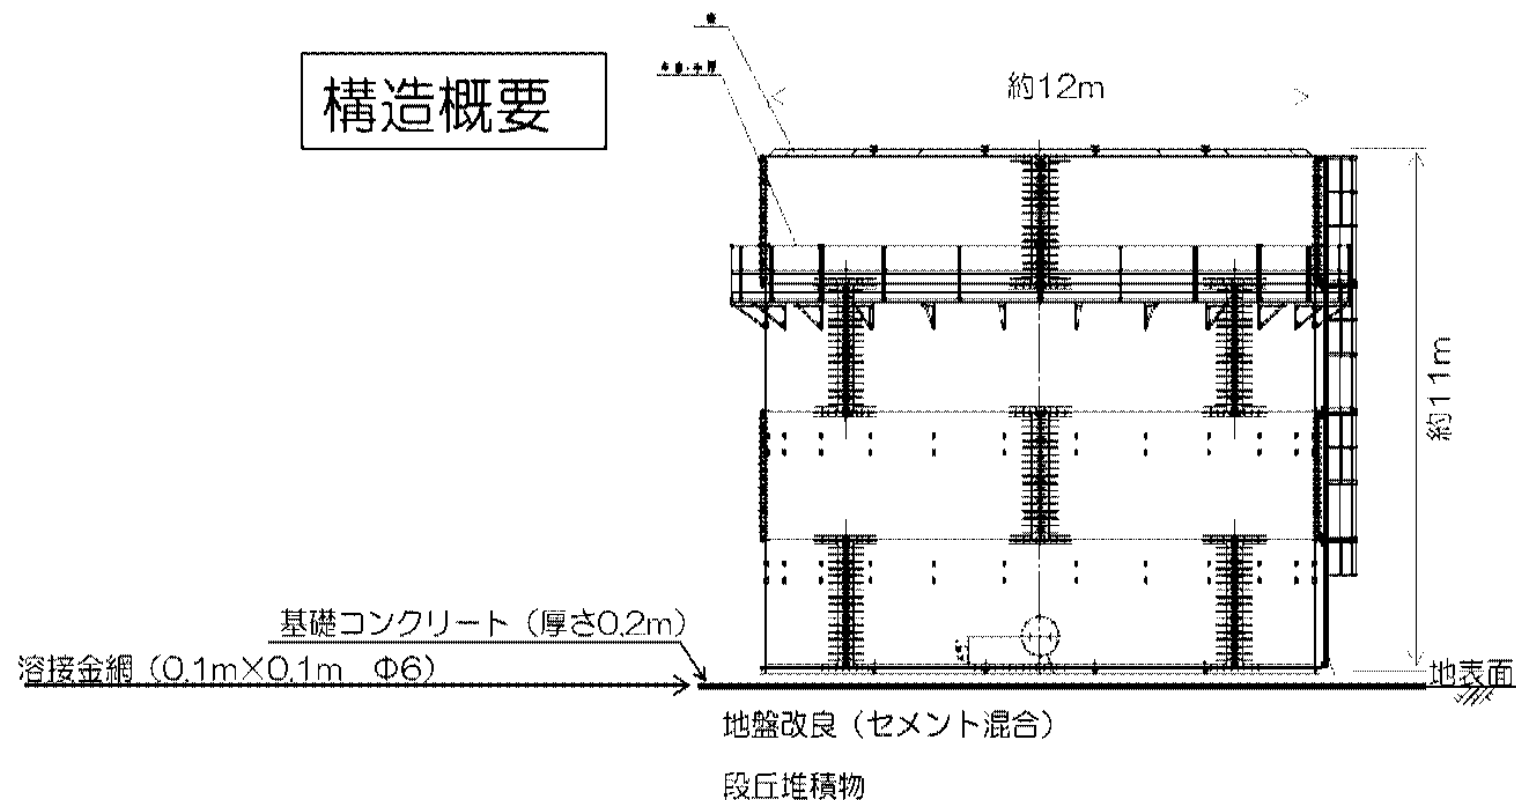 構造概要
約12m
約11m
基礎コンクリート（厚さ0.2m）
溶接金網（0.1m×0.1m　Φ6）
地表面
地盤改良（セメント混合）
段丘堆積物